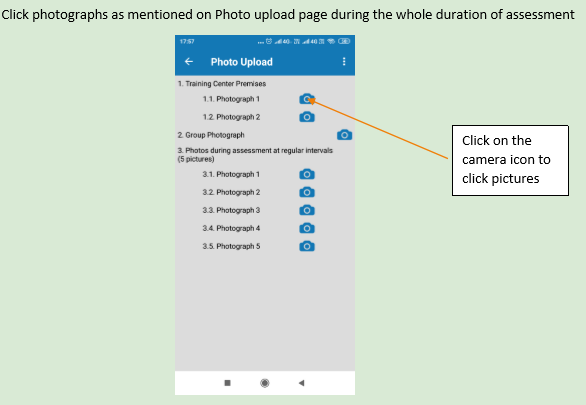 Click photographs as mentioned on Photo upload page during the whole duration of assessment
17:57
Photo Upload
1. Training Center Premises
1.1. Photograph 1
1.2. Photograph 2
2. Group Photograph
3. Photos during assessment at regular intervals
(5 pictures)
3.1. Photograph 1
3.2. Photograph 2
3.3. Photograph 3
3.4. Photograph 4
3.5. Photograph 5
Click on the
camera icon to
click pictures